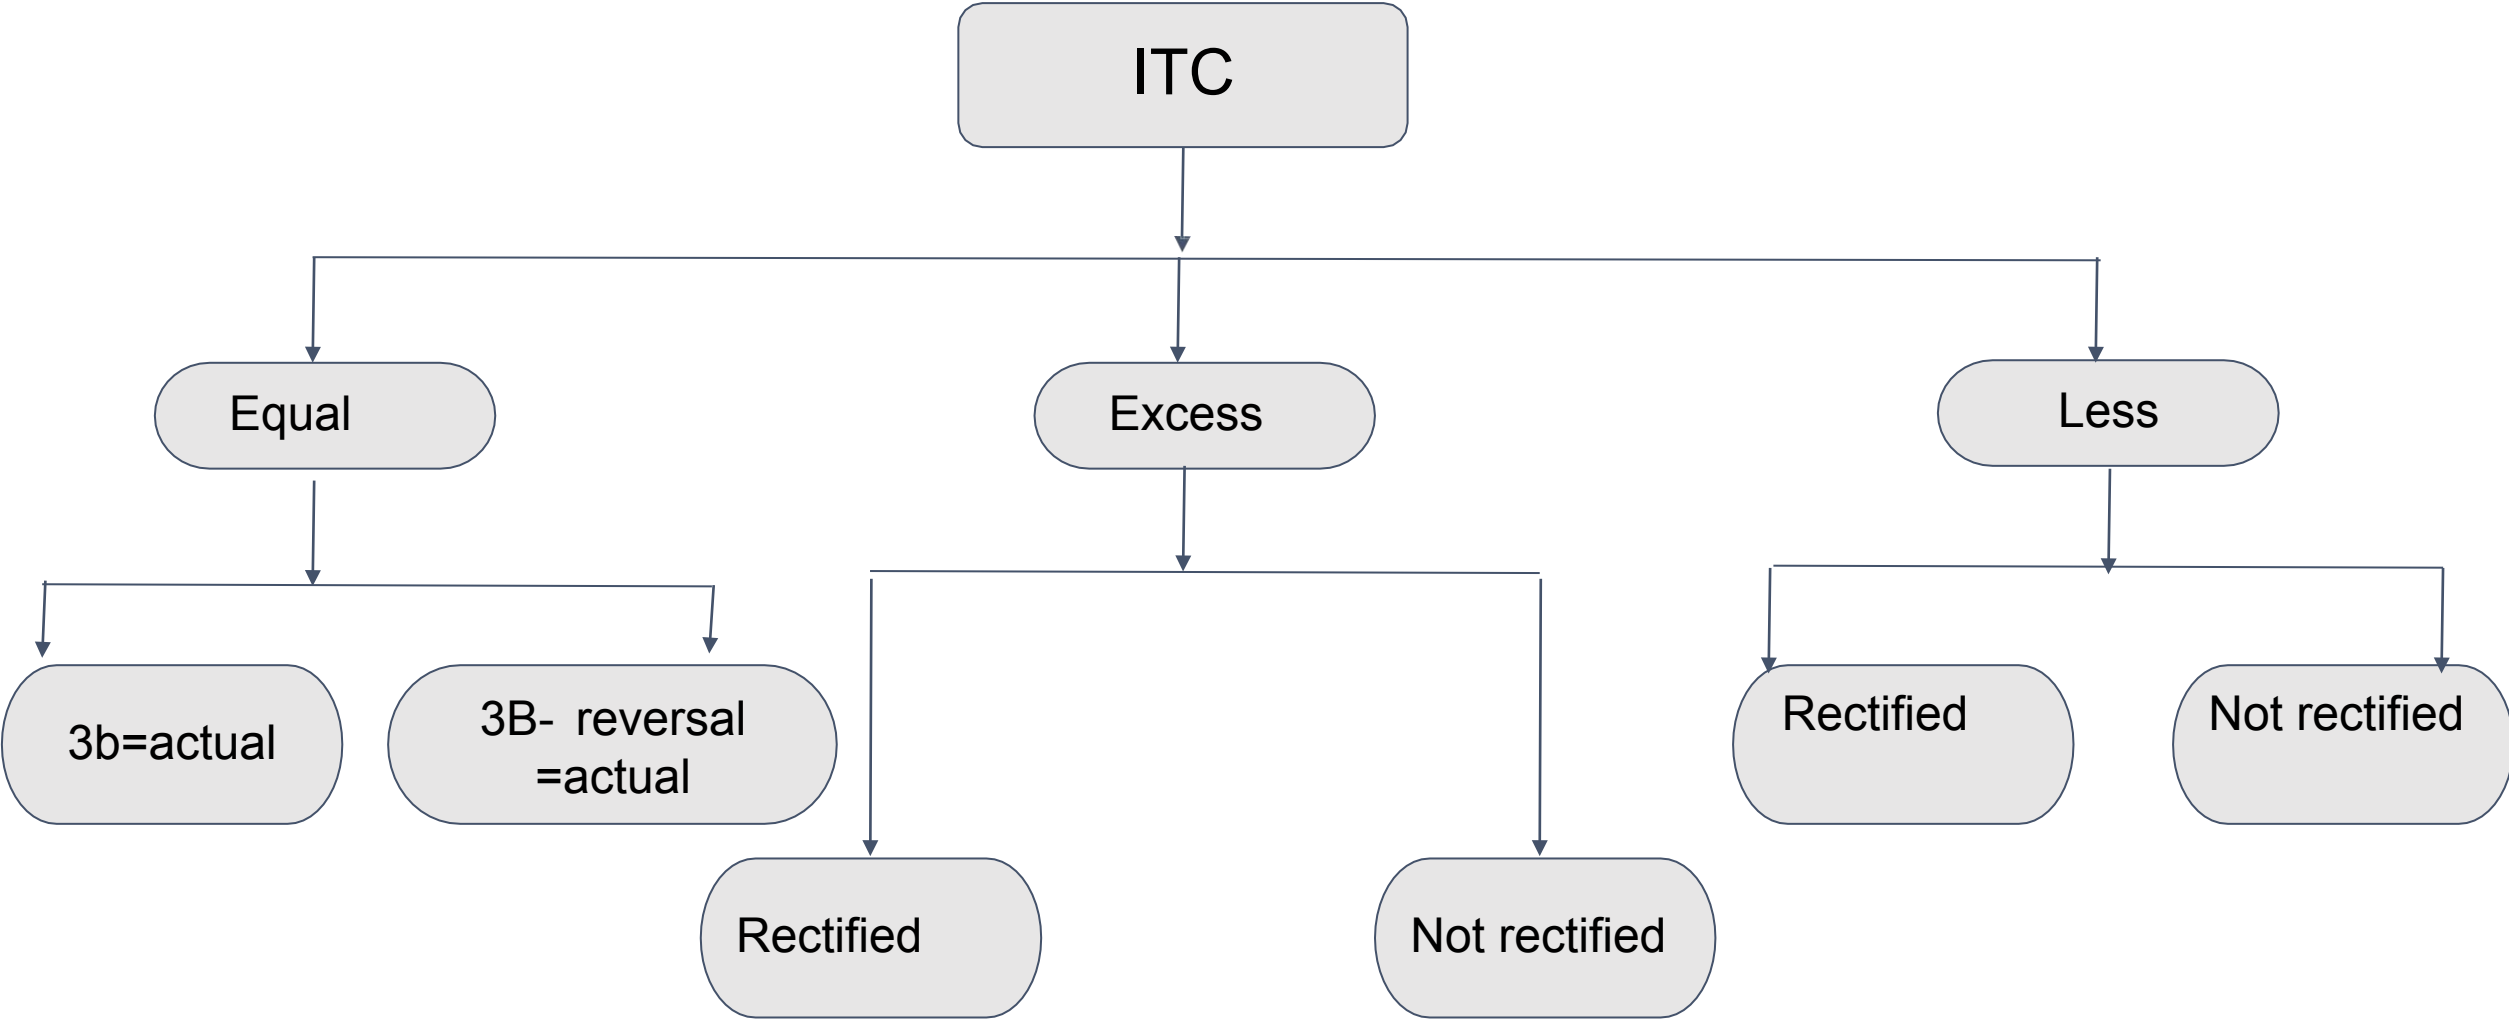 ITC
Equal
Excess
Less
3b=actual
3B- reversal
=actual
Rectified
Not rectified
Rectified
Not rectified